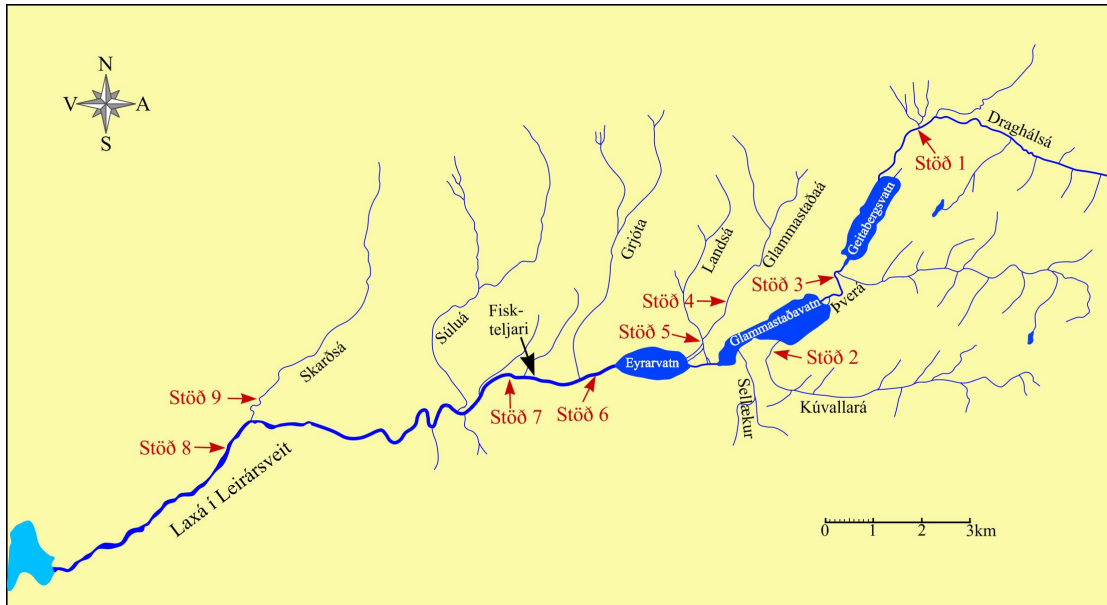 N
V
A
S
Draghálsá
Stöð 1
Geitabergsvatn
Glammastaðaá
Landsá
Grjóta
Stöð 3
Þverá
Stöð 4
Glammastaðavatn
Súluá
Fisk-
teljari
Stöð 5
Stöð 2
Eyrarvatn
Skarðsá
Stöð 9
Stöð 7
Stöð 6
Sellækur
Kúvallará
Stöð 8
Laxá í Leirársveit
0 1 2 3km